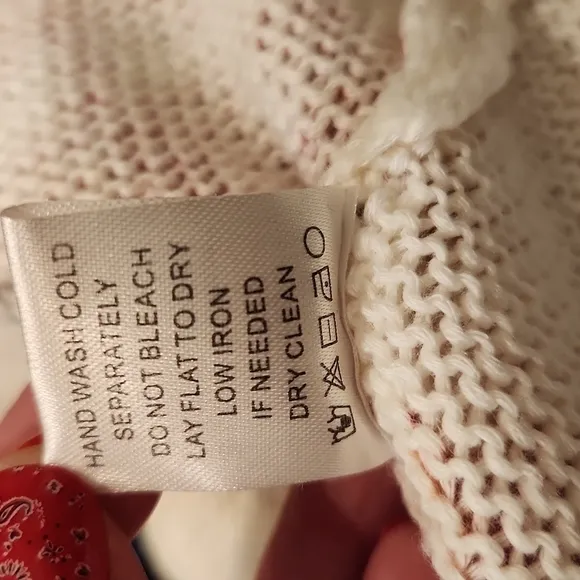 HAND WASH COLD
SEPARATELY
DO NOT BLEACH
LAY FLAT TO DRY
LOW IRON
IF NEEDED
DRY CLEAN